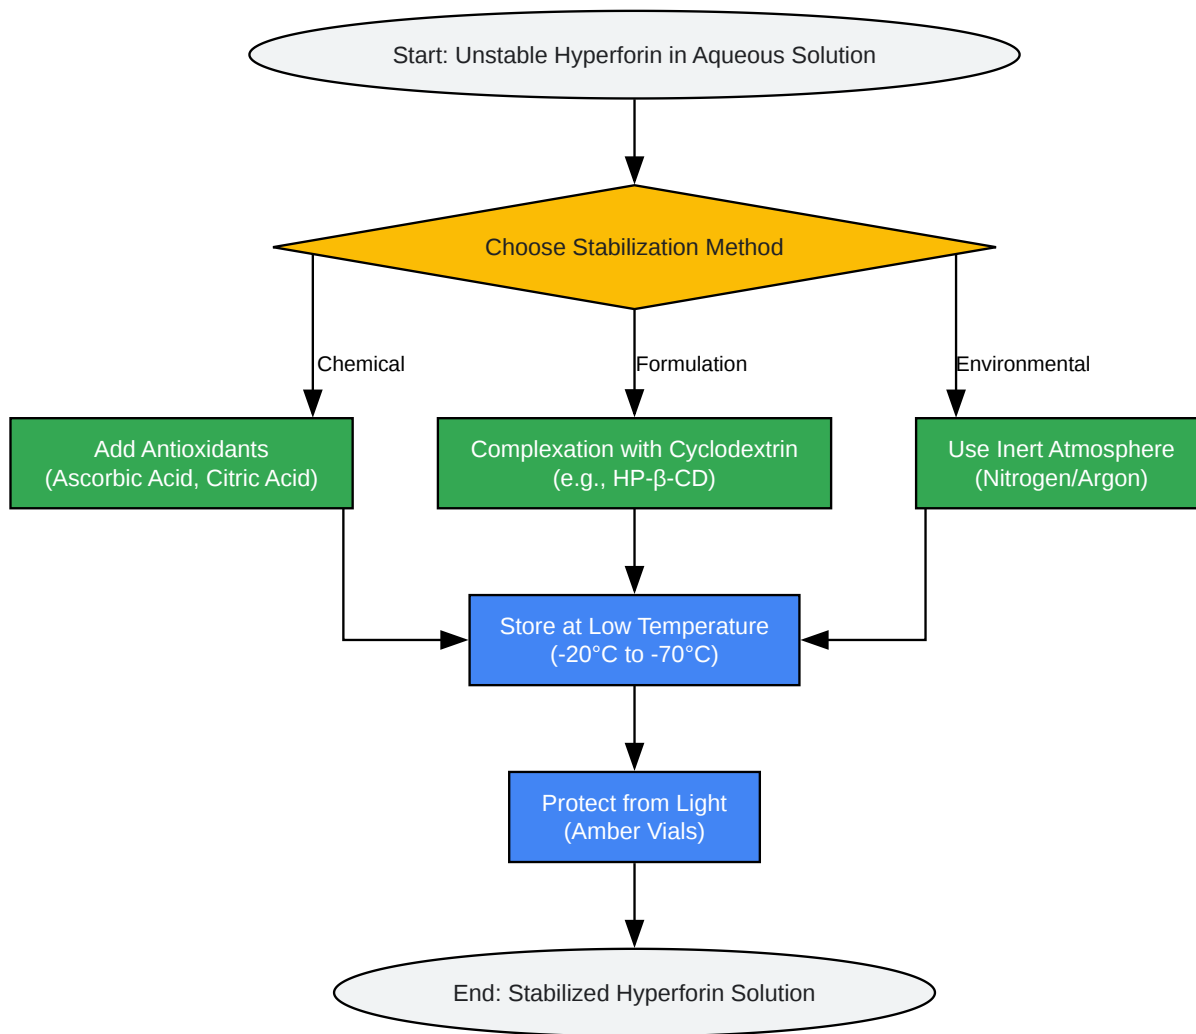 Start: Unstable Hyperforin in Aqueous Solution
Choose Stabilization Method
Chemical
Formulation
Environmental
Add Antioxidants
(Ascorbic Acid, Citric Acid)
Complexation with Cyclodextrin
(e.g., HP-β-CD)
Use Inert Atmosphere
(Nitrogen/Argon)
Store at Low Temperature
(-20°C to -70°C)
Protect from Light
(Amber Vials)
End: Stabilized Hyperforin Solution